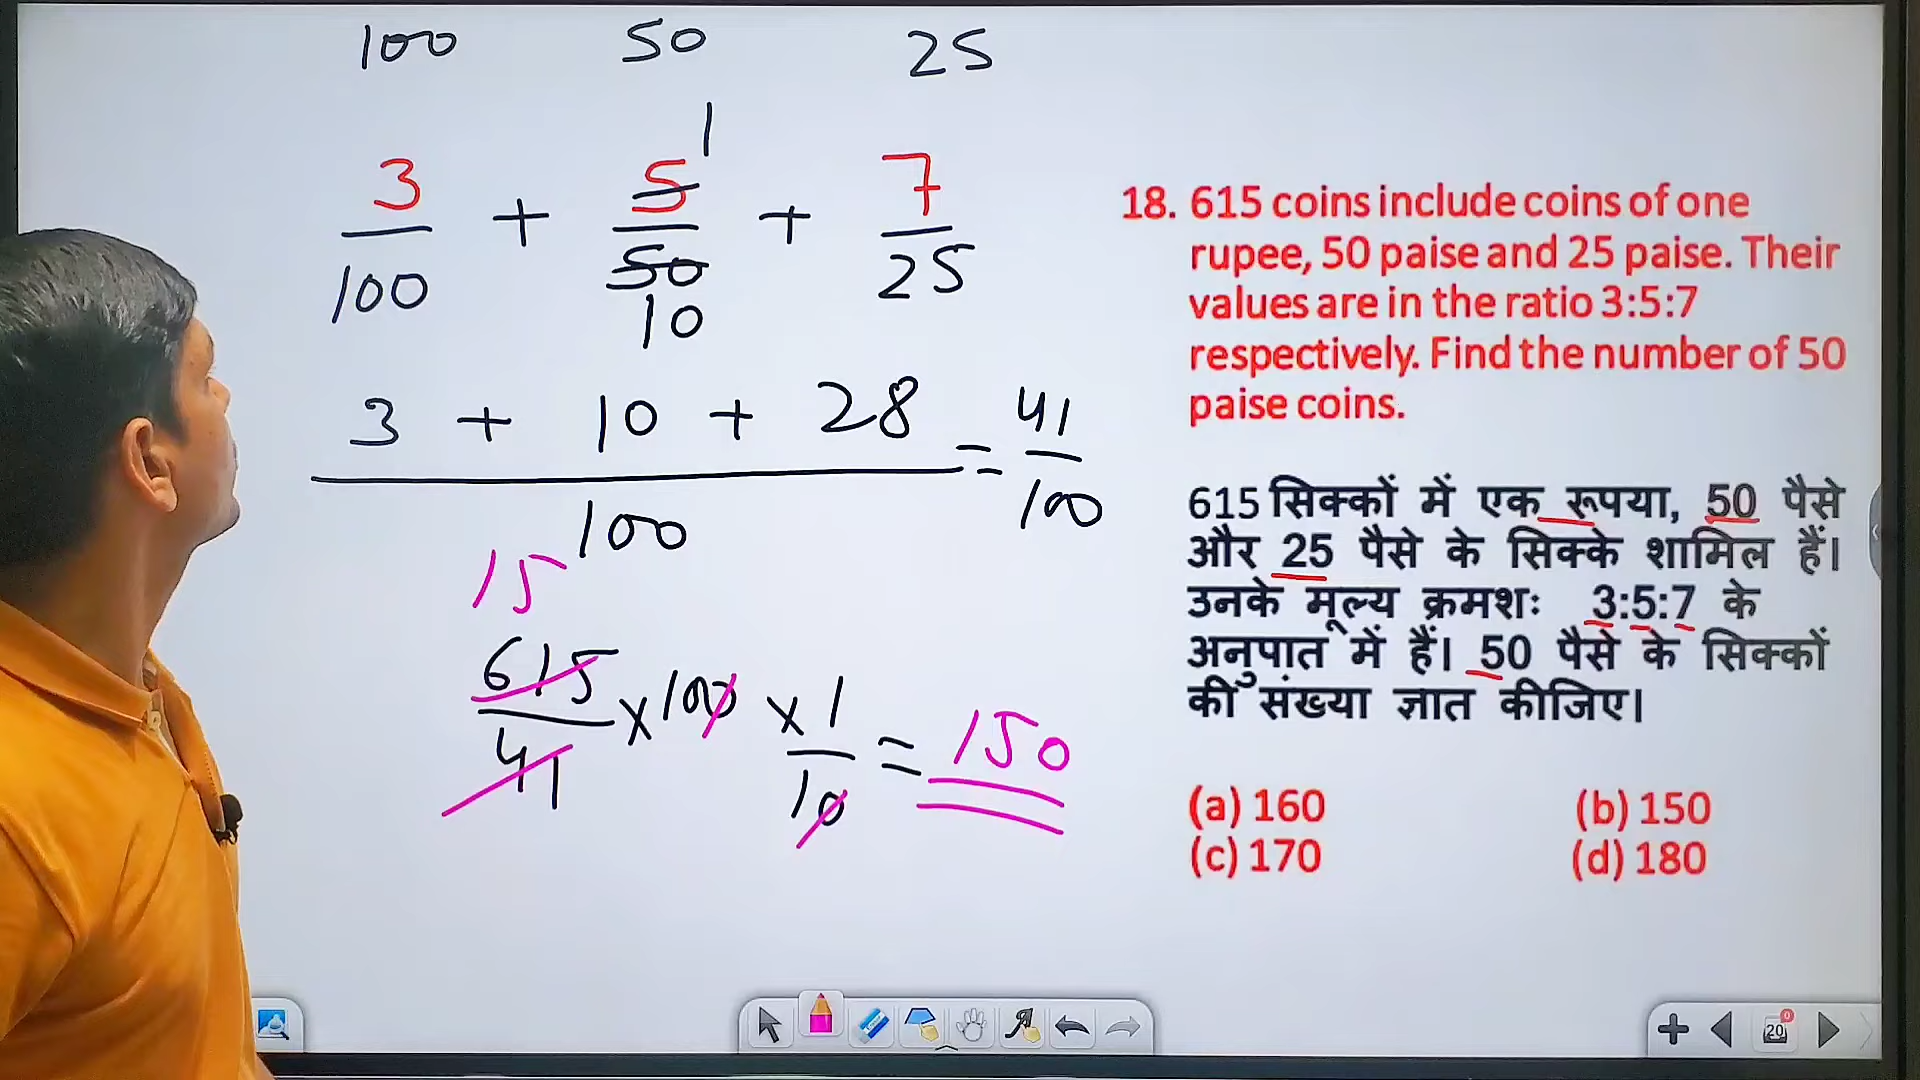 100 50 25
1
3 + 5 + 7
100 50 25
10
3 + 10 + 28 = 41
100 100
15
615 × 100 × 1 = 150
41 10
18. 615 coins include coins of one
rupee, 50 paise and 25 paise. Their
values are in the ratio 3:5:7
respectively. Find the number of 50
paise coins.
615 सिक्कों में एक रूपया, 50 पैसे
और 25 पैसे के सिक्के शामिल हैं।
उनके मूल्य क्रमशः 3:5:7 के
अनुपात में हैं। 50 पैसे के सिक्कों
की संख्या ज्ञात कीजिए।
(a) 160 (b) 150
(c) 170 (d) 180
20
0